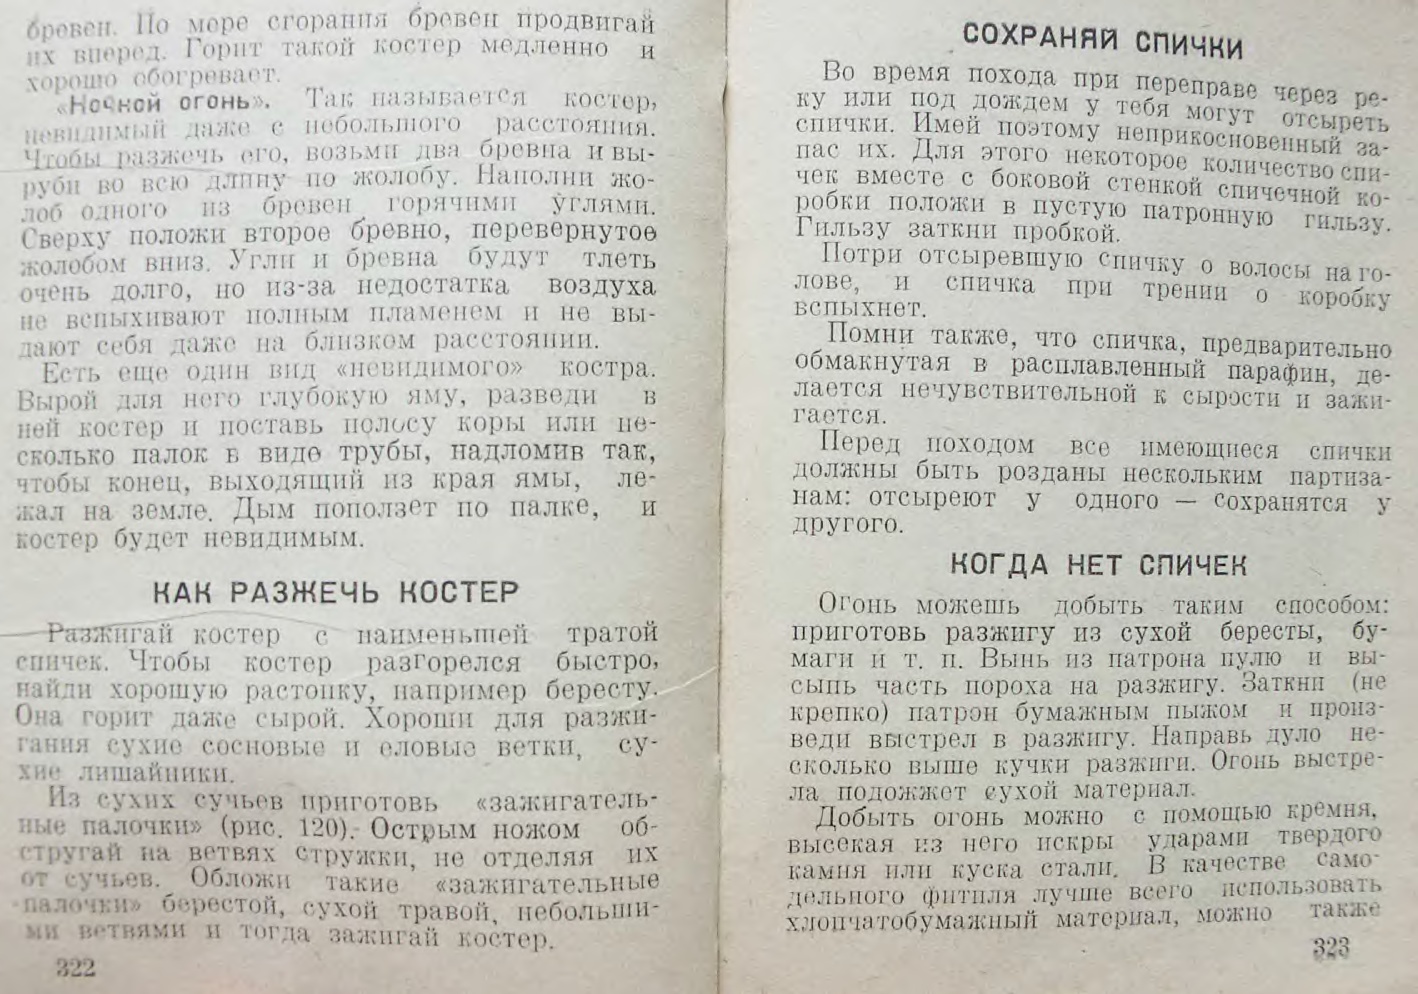 бревен. По море сгорания бревен продвигай
их вперед. Горит такой костер медленно и
хорошо обогревает.
«Ночной огонь». Так называется костер,
невидимый даже с небольшого расстояния.
Чтобы разжечь его, возьми два бревна и вы-
руби во всю длину по жолобу. Наполни жо-
лоб одного из бревен горячими углями.
Сверху положи второе бревно, перевернутое
жолобом вниз. Угли и бревна будут тлеть
очень долго, но из-за недостатка воздуха
не вспыхивают полным пламенем и не вы-
дают себя даже на близком расстоянии.
Есть еще один вид «невидимого» костра.
Вырой для него глубокую яму, разведи в
ней костер и поставь полосу коры или не-
сколько палок в виде трубы, надломив так,
чтобы конец, выходящий из края ямы, ле-
жал на земле. Дым поползет по палке, и
костер будет невидимым.
КАК РАЗЖЕЧЬ КОСТЕР
Разжигай костер с наименьшей тратой
спичек. Чтобы костер разгорелся быстро,
найди хорошую растопку, например бересту.
Она горит даже сырой. Хороши для разжи-
гания сухие сосновые и еловые ветки, су-
хие лишайники.
Из сухих сучьев приготовь «зажигатель-
ные палочки» (рис. 120). Острым ножом об-
стругай на ветвях стружки, не отделяя их
от сучьев. Обложи такие «зажигательные
палочки» берестой, сухой травой, небольши-
ми ветвями и тогда зажигай костер.
322
СОХРАНЯЙ СПИЧКИ
Во время похода при переправе через ре-
ку или под дождем у тебя могут отсыреть
спички. Имей поэтому неприкосновенный за-
пас их. Для этого некоторое количество спи-
чек вместе с боковой стенкой спичечной ко-
робки положи в пустую патронную гильзу.
Гильзу заткни пробкой.
Потри отсыревшую спичку о волосы на го-
лове, и спичка при трении о коробку
вспыхнет.
Помни также, что спичка, предварительно
обмакнутая в расплавленный парафин, де-
лается нечувствительной к сырости и зажи-
гается.
Перед походом все имеющиеся спички
должны быть розданы нескольким партиза-
нам: отсыреют у одного — сохранятся у
другого.
КОГДА НЕТ СПИЧЕК
Огонь можешь добыть таким способом:
приготовь разжигу из сухой бересты, бу-
маги и т. п. Вынь из патрона пулю и вы-
сыпь часть пороха на разжигу. Заткни (не
крепко) патрон бумажным пыжом и произ-
веди выстрел в разжигу. Направь дуло не-
сколько выше кучки разжиги. Огонь выстре-
ла подожжет сухой материал.
Добыть огонь можно с помощью кремня,
высекая из него искры ударами твердого
камня или куска стали. В качестве само-
дельного фитиля лучше всего использовать
хлопчатобумажный материал, можно также
323